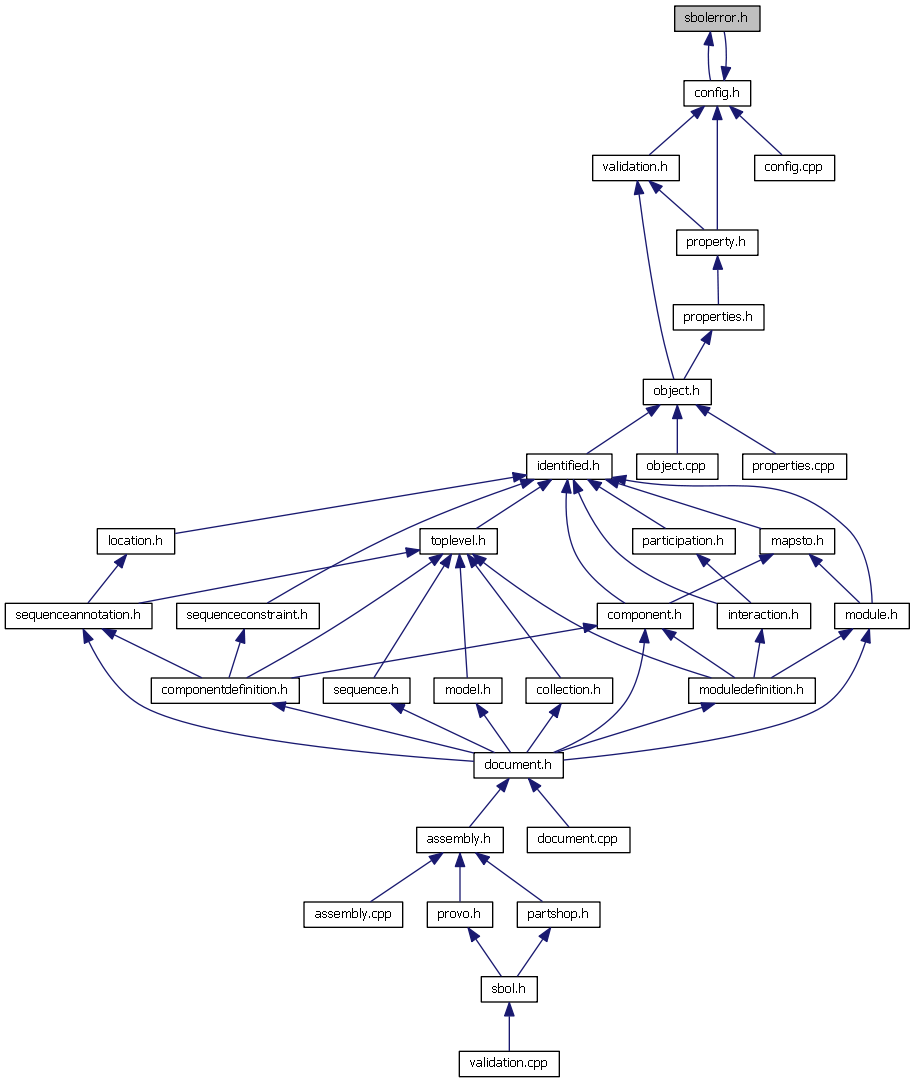 sbolerror.h
config.h
validation.h
config.cpp
property.h
properties.h
object.h
identified.h
object.cpp
properties.cpp
location.h
toplevel.h
participation.h
mapsto.h
sequenceannotation.h
sequenceconstraint.h
component.h
interaction.h
module.h
componentdefinition.h
sequence.h
model.h
collection.h
moduledefinition.h
document.h
assembly.h
document.cpp
assembly.cpp
provo.h
partshop.h
sbol.h
validation.cpp